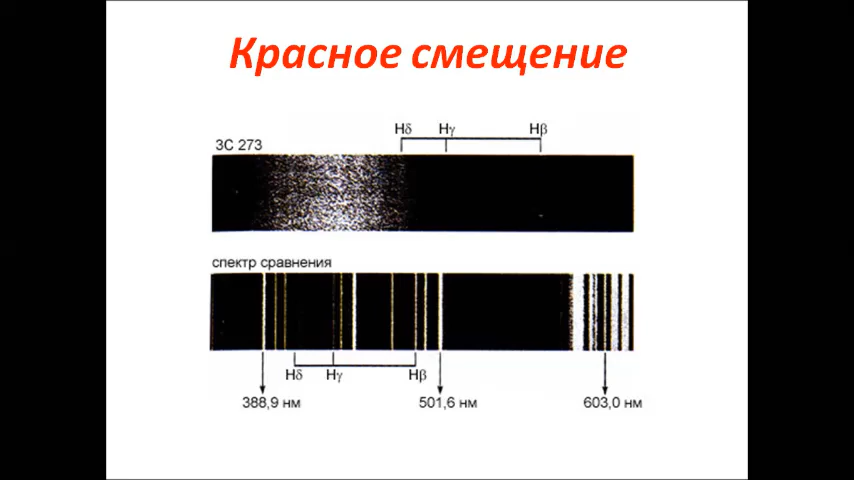 Красное смещение
Hδ Hγ Hβ
3C 273
спектр сравнения
Hδ Hγ Hβ
388,9 нм 501,6 нм 603,0 нм